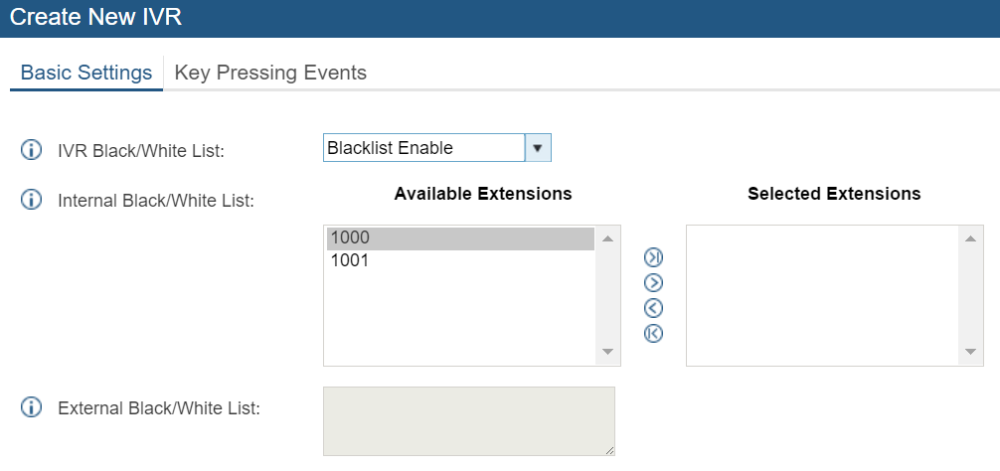 Create New IVR
Basic Settings Key Pressing Events
IVR Black/White List: Blacklist Enable
Internal Black/White List: Available Extensions Selected Extensions
1000
1001
External Black/White List: